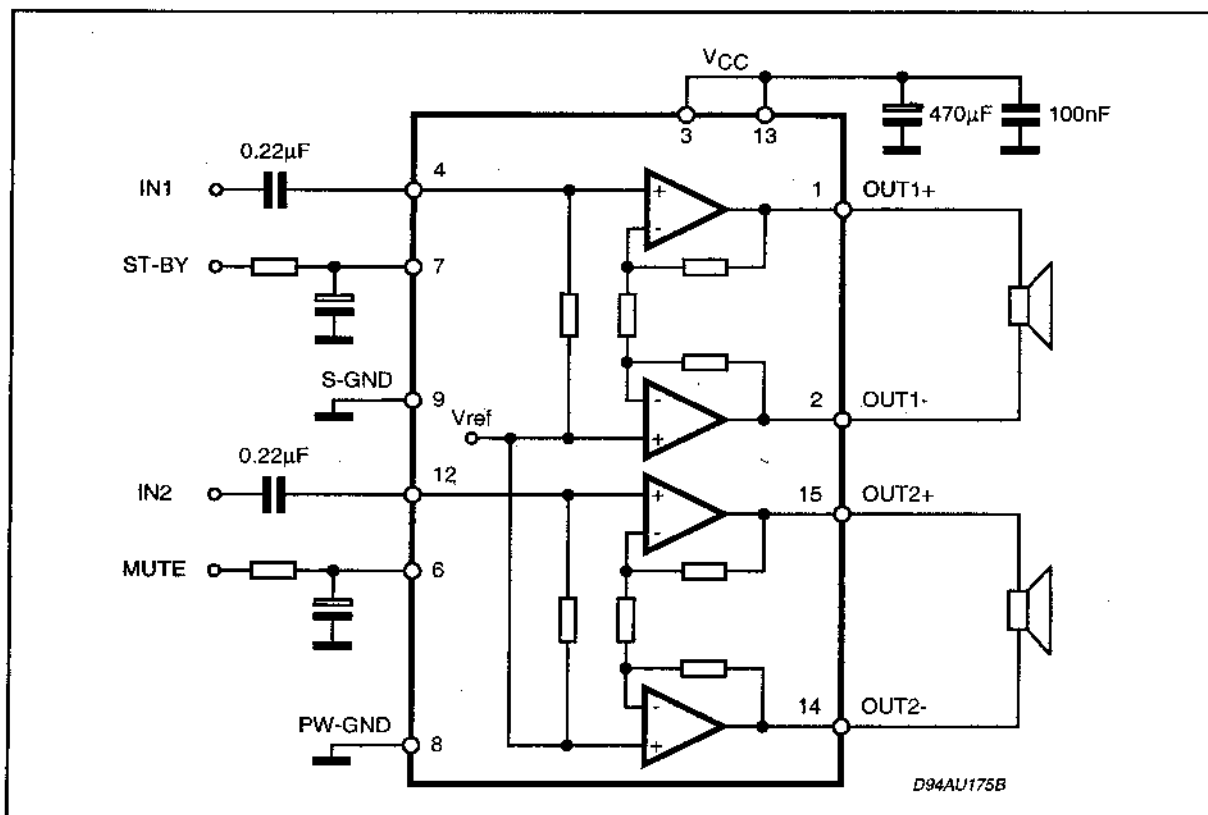 VCC
470µF
100nF
3
13
0.22µF
IN1
4
+
-
1
OUT1+
ST-BY
7
S-GND
9
Vref
-
+
2
OUT1-
0.22µF
IN2
12
+
-
15
OUT2+
MUTE
6
PW-GND
8
-
+
14
OUT2-
D94AU175B